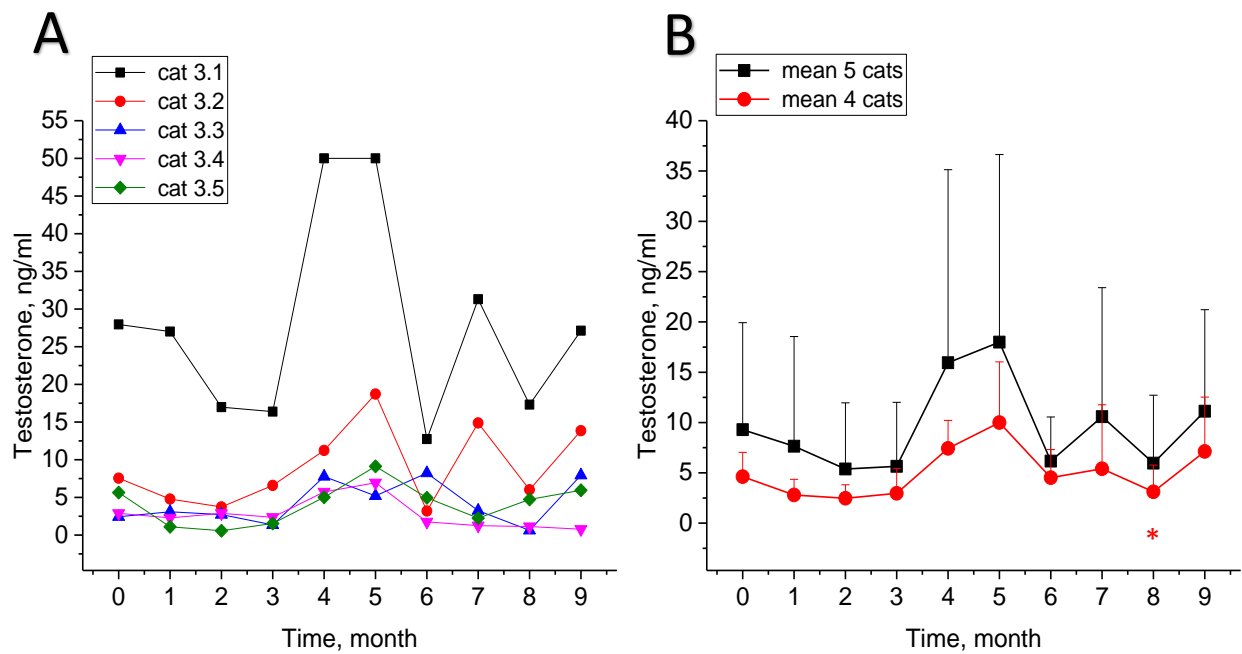 A
cat 3.1
cat 3.2
cat 3.3
cat 3.4
cat 3.5
55
50
45
40
35
30
25
20
15
10
5
0
Testosterone, ng/ml
0 1 2 3 4 5 6 7 8 9
Time, month
B
mean 5 cats
mean 4 cats
40
35
30
25
20
15
10
5
0
Testosterone, ng/ml
*
0 1 2 3 4 5 6 7 8 9
Time, month